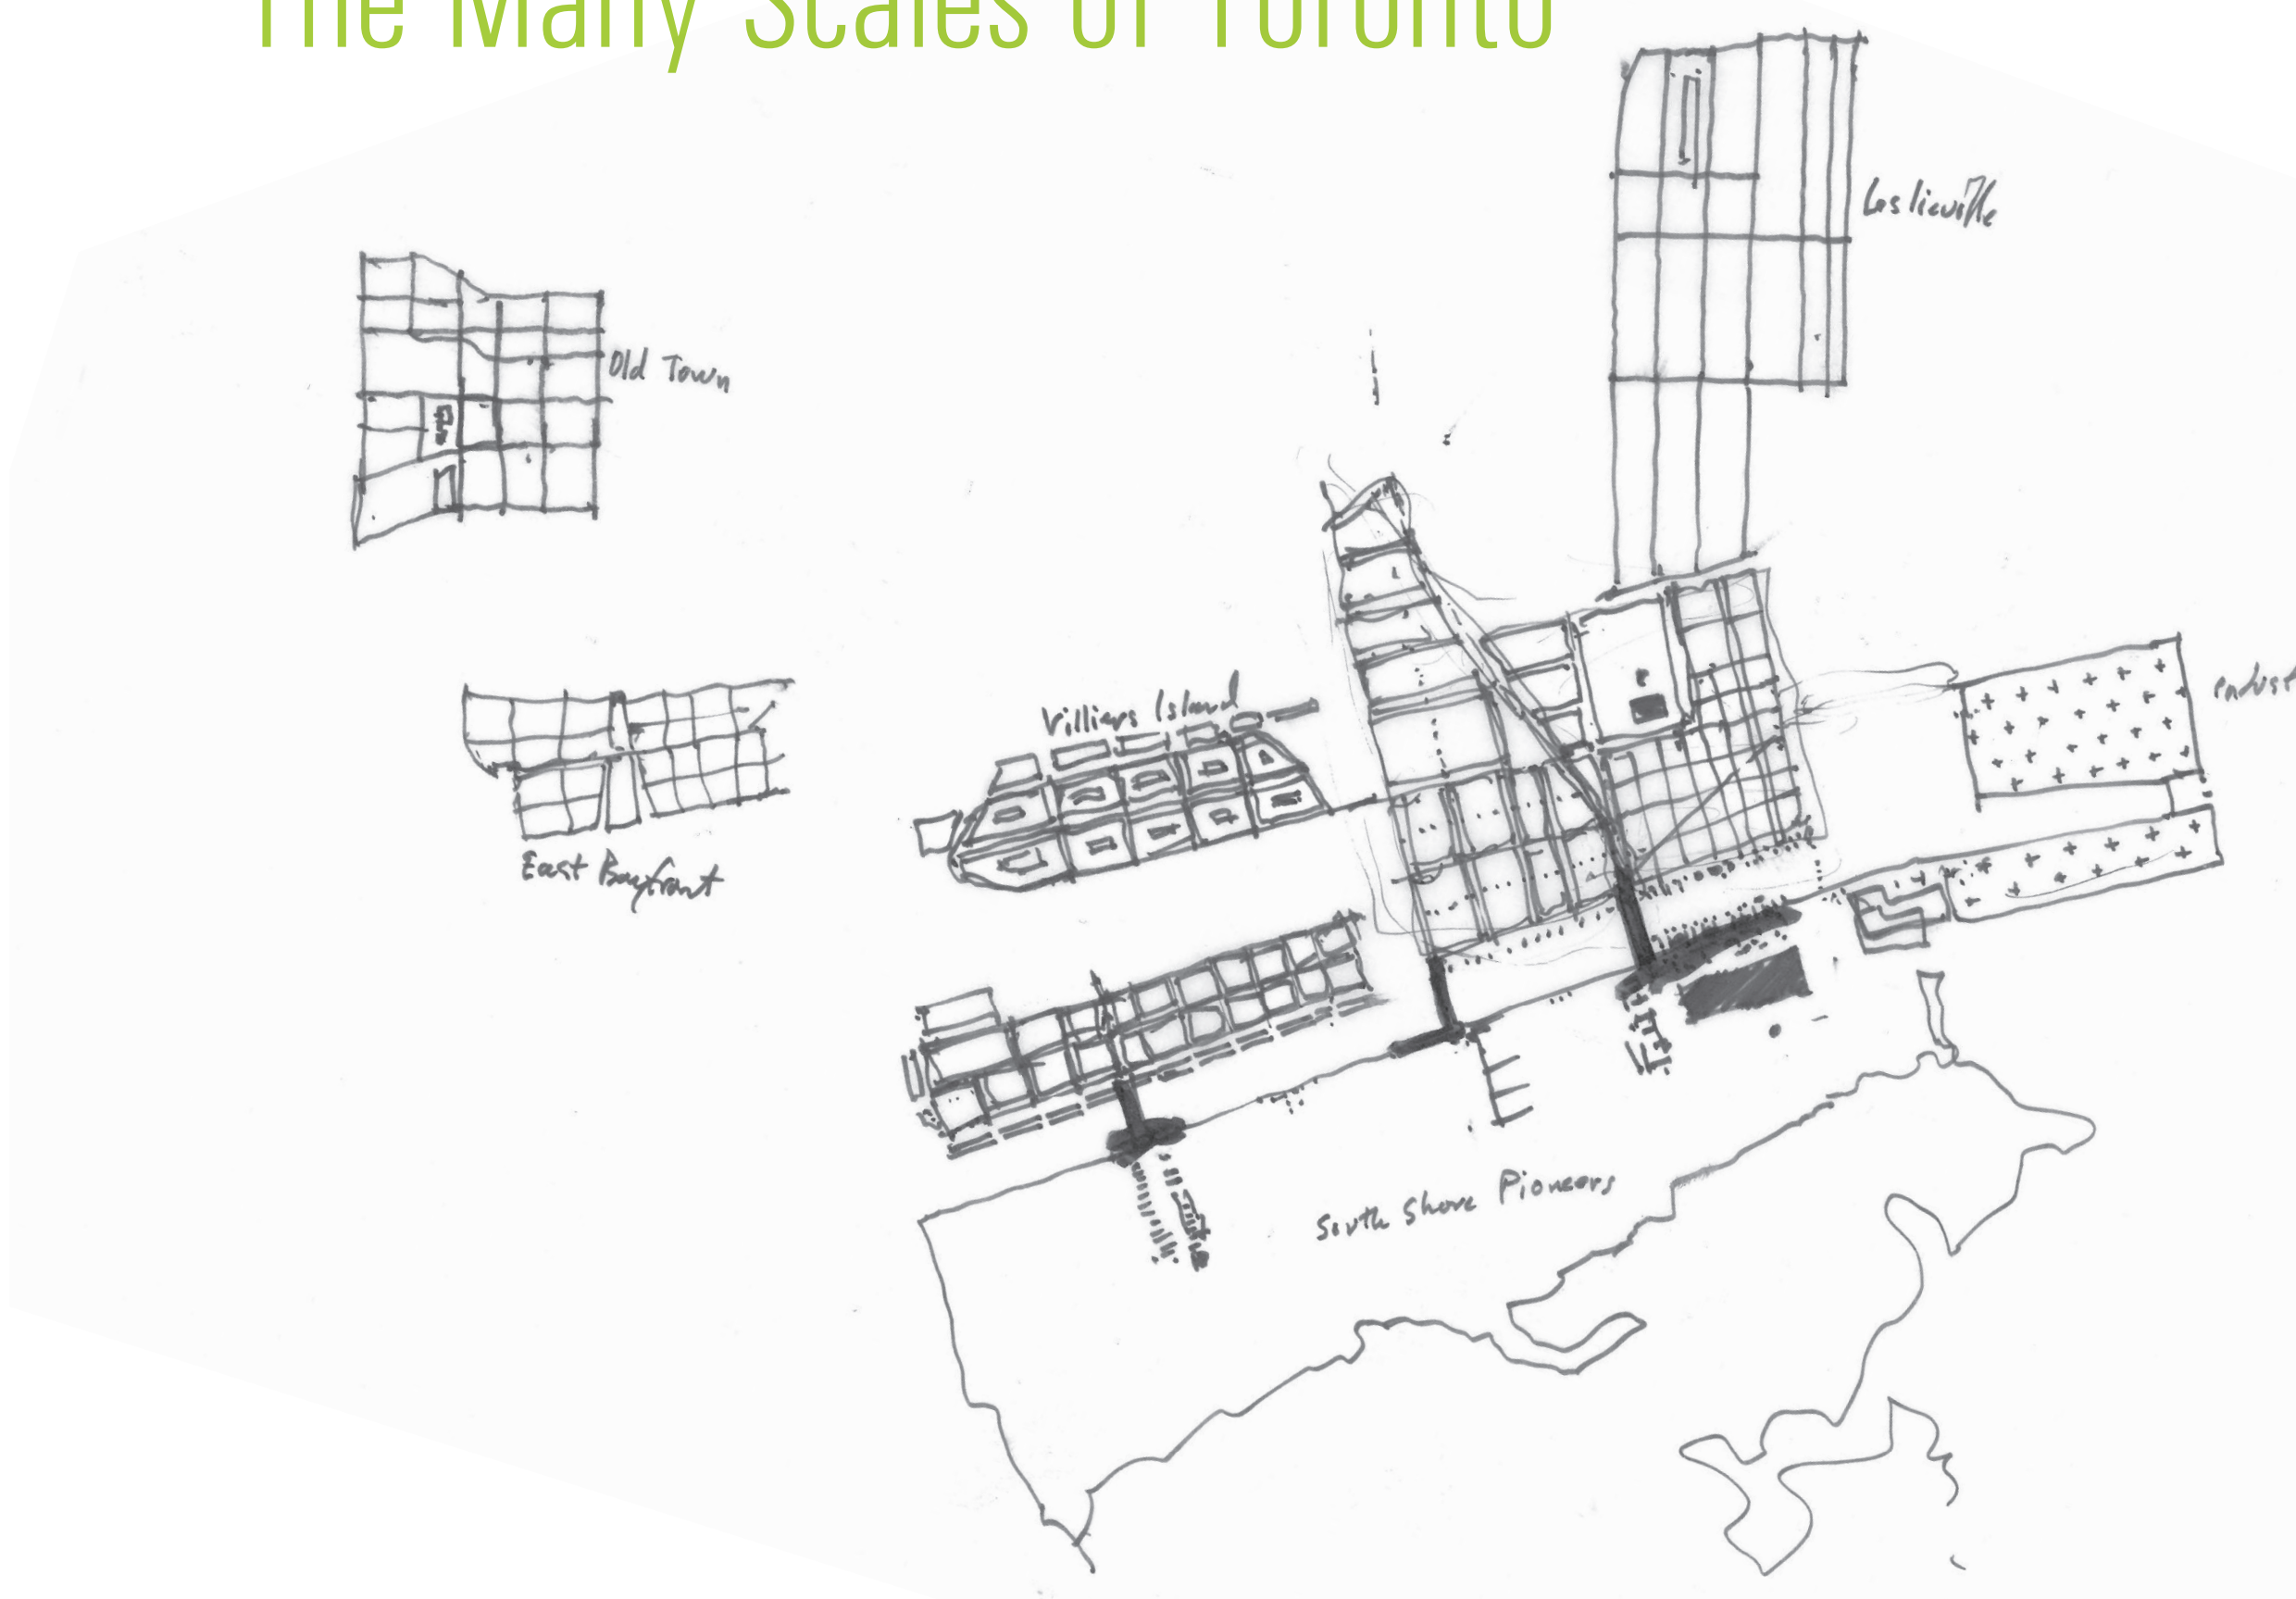 The Many Scales of Toronto
Leslieville
Old Town
Villiers Island
East Bayfront
South Shore Pioneers